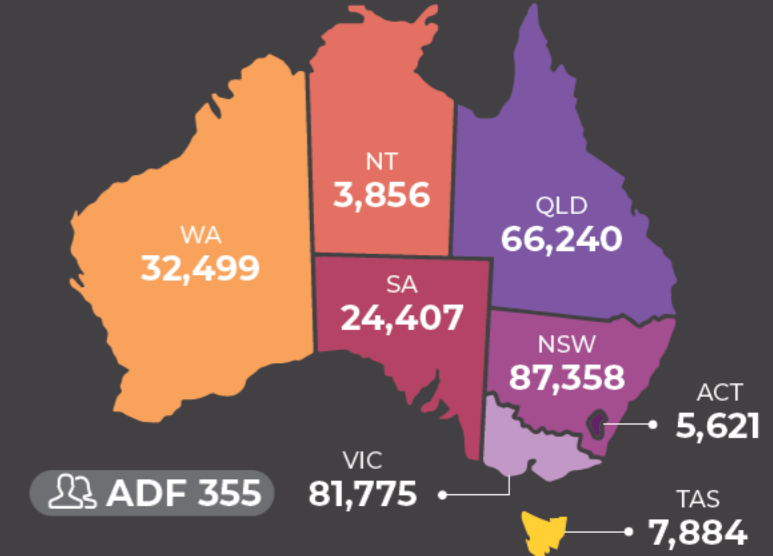 NT
3,856
QLD
66,240
WA
32,499
SA
24,407
NSW
87,358
ACT
5,621
VIC
81,775
ADF 355
TAS
7,884